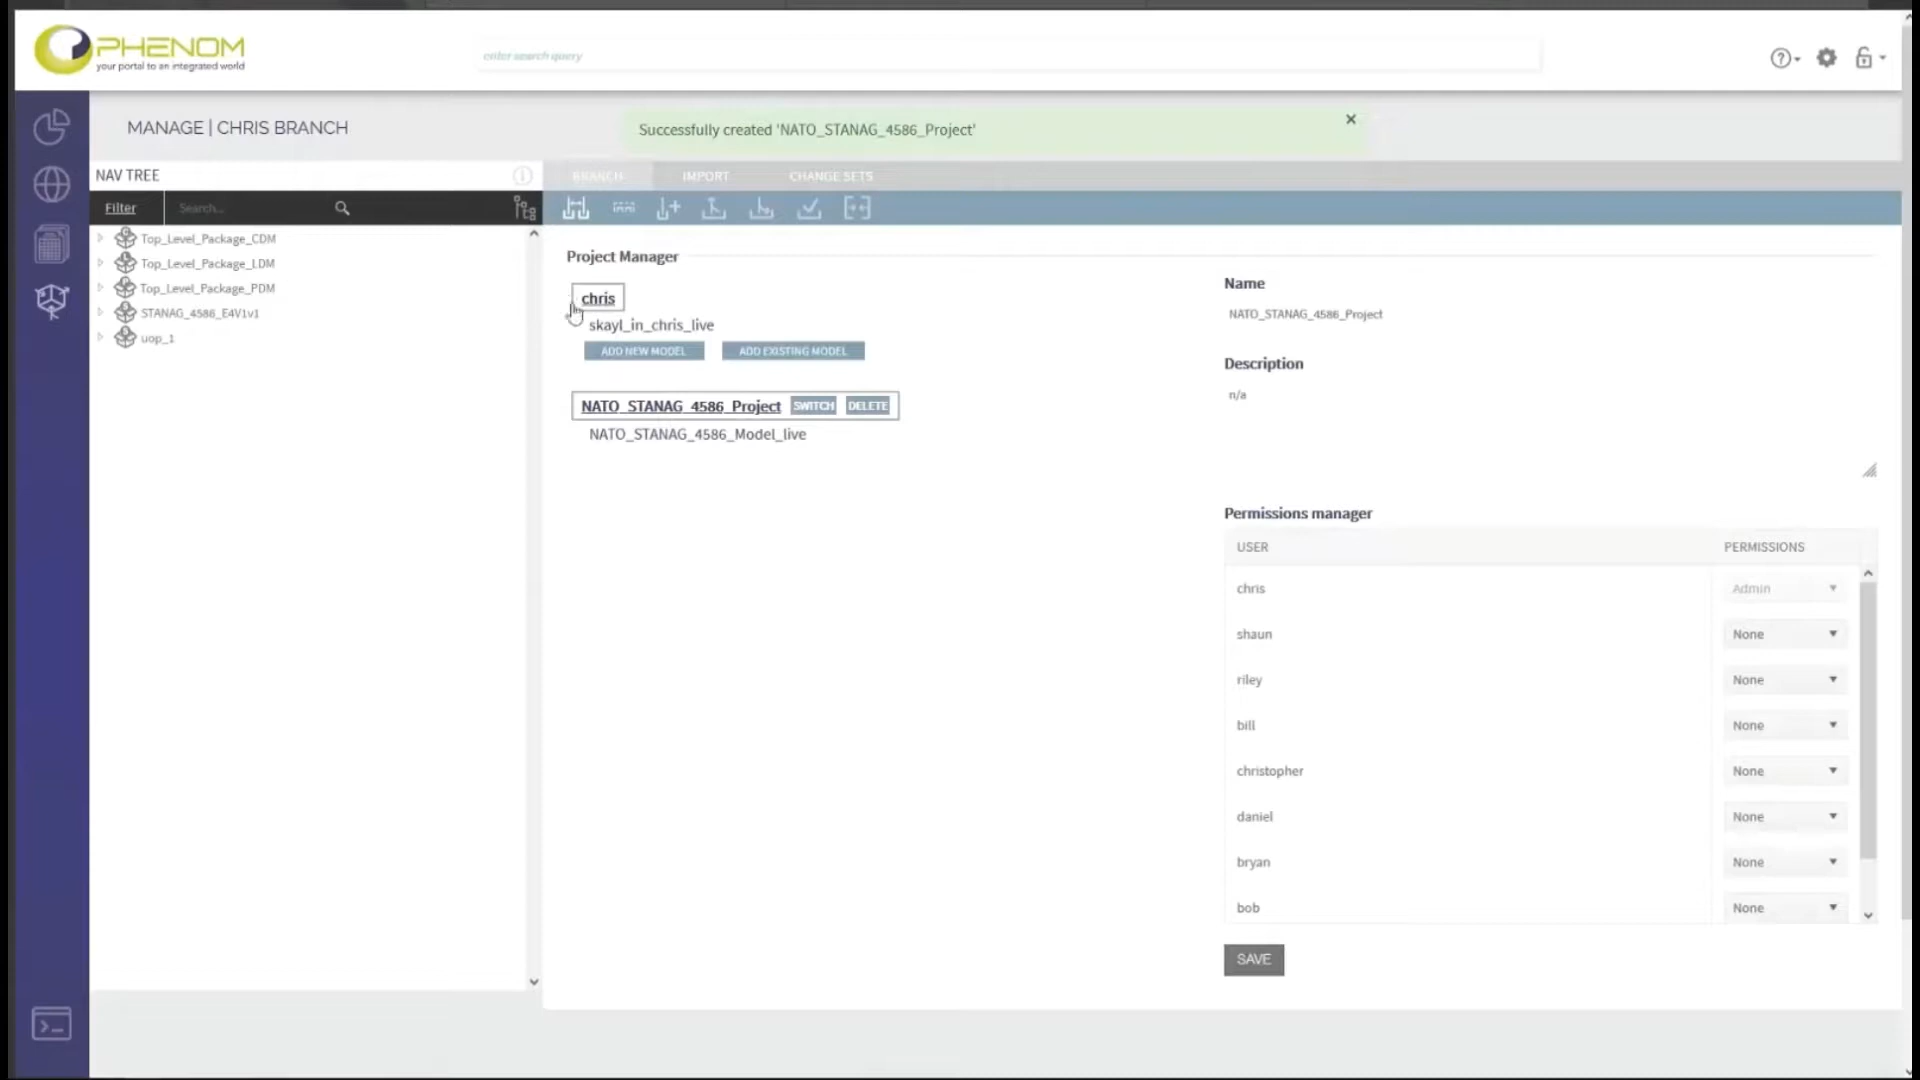 PHENOM
your portal to an integrated world
enter search query
MANAGE | CHRIS BRANCH
Successfully created 'NATO_STANAG_4586_Project'
NAV TREE
BRANCH IMPORT CHANGE SETS
Filter Search...
Top_Level_Package_CDM
Top_Level_Package_LDM
Top_Level_Package_PDM
STANAG_4586_E4V1v1
uop_1
Project Manager
chris
skayl_in_chris_live
ADD NEW MODEL ADD EXISTING MODEL
NATO_STANAG_4586_Project SWITCH DELETE
NATO_STANAG_4586_Model_live
Name
NATO_STANAG_4586_Project
Description
n/a
Permissions manager
USER PERMISSIONS
chris Admin
shaun None
riley None
bill None
christopher None
daniel None
bryan None
bob None
SAVE